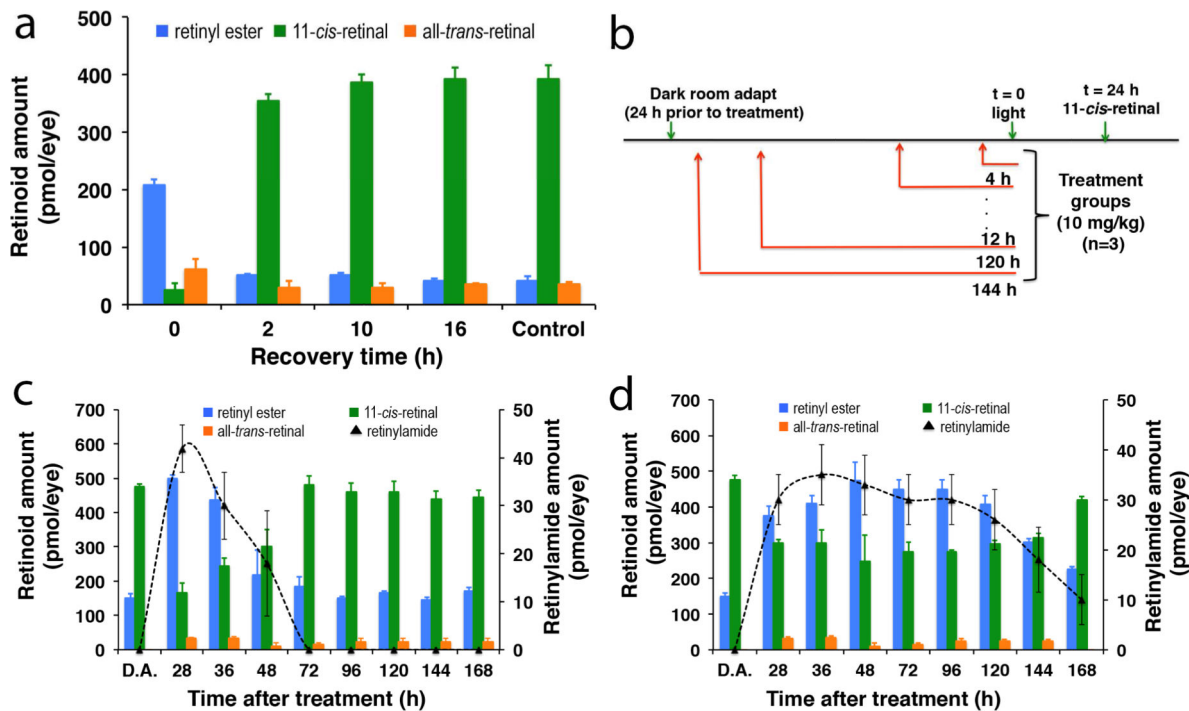 a
retinyl ester 11-cis-retinal all-trans-retinal
Retinoid amount
(pmol/eye)
500
400
300
200
100
0
0 2 10 16 Control
Recovery time (h)
b
Dark room adapt
(24 h prior to treatment)
t = 0
light
t = 24 h
11-cis-retinal
4 h
.
.
.
12 h
120 h
144 h
Treatment
groups
(10 mg/kg)
(n=3)
c
retinyl ester 11-cis-retinal
all-trans-retinal retinylamide
Retinoid amount
(pmol/eye)
700
600
500
400
300
200
100
0
50
40
30
20
10
0
Retinylamide amount
(pmol/eye)
D.A. 28 36 48 72 96 120 144 168
Time after treatment (h)
d
retinyl ester 11-cis-retinal
all-trans-retinal retinylamide
Retinoid amount
(pmol/eye)
700
600
500
400
300
200
100
0
50
40
30
20
10
0
Retinylamide amount
(pmol/eye)
D.A. 28 36 48 72 96 120 144 168
Time after treatment (h)